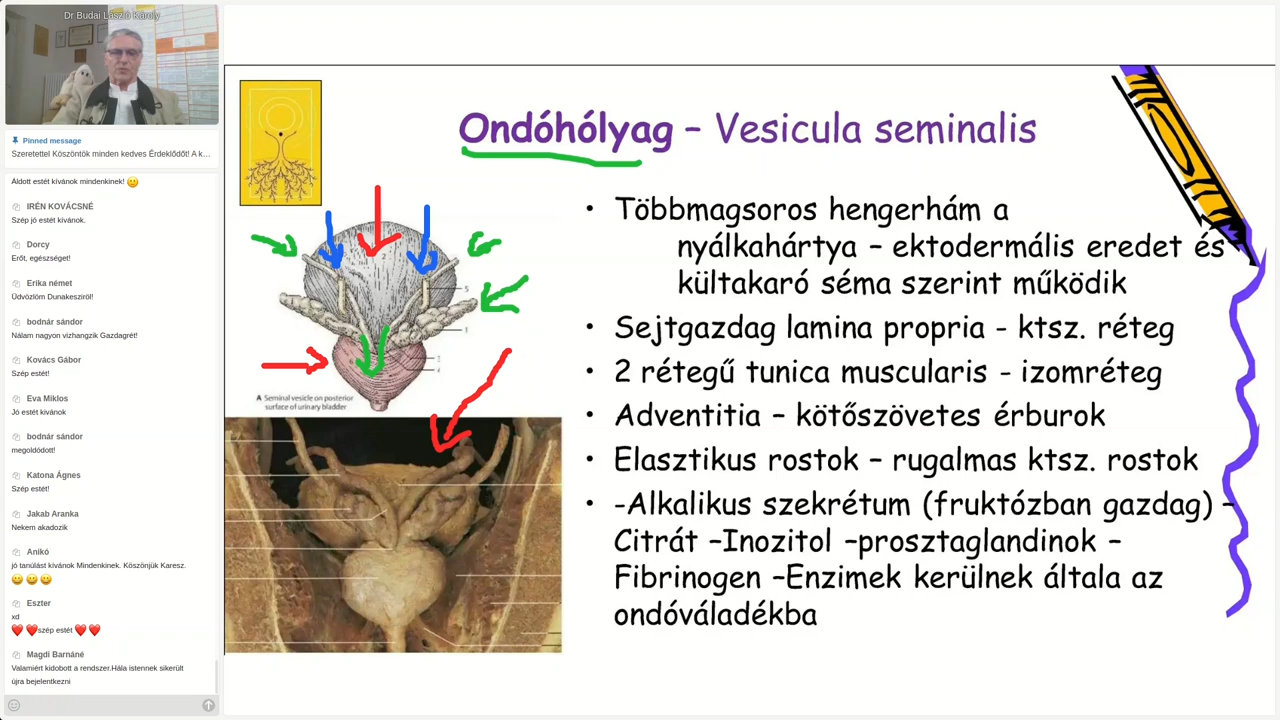 Dr Budai László Károly
Pinned message
Szeretettel Köszöntök minden kedves Érdeklődőt! A k…
Áldott estét kívánok mindenkinek!
IRÉN KOVÁCSNÉ
Szép jó estét kívánok.
Dorcy
Erőt, egészséget!
Erika német
Üdvözlöm Dunakesziről!
bodnár sándor
Nálam nagyon vizhangzik Gazdagrét!
Kovács Gábor
Szép estét!
Eva Miklos
Jó estét kívánok
bodnár sándor
megoldódott!
Katona Ágnes
Szép estét!
Jakab Aranka
Nekem akadozik
Anikó
jó tanúlást kívánok Mindenkinek. Köszönjük Karesz.
Eszter
xd
szép estét
Magdi Barnáné
Valamiért kidobott a rendszer.Hála istennek sikerült
újra bejelentkezni
Ondóhólyag – Vesicula seminalis
• Többmagsoros hengerhám a
nyálkahártya – ektodermális eredet és
kültakaró séma szerint működik
• Sejtgazdag lamina propria - ktsz. réteg
• 2 rétegű tunica muscularis - izomréteg
• Adventitia – kötőszövetes érburok
• Elasztikus rostok – rugalmas ktsz. rostok
• -Alkalikus szekrétum (fruktózban gazdag) –
Citrát –Inozitol –prosztaglandinok –
Fibrinogen –Enzimek kerülnek általa az
ondóváladékba
A Seminal vesicle on posterior
surface of urinary bladder